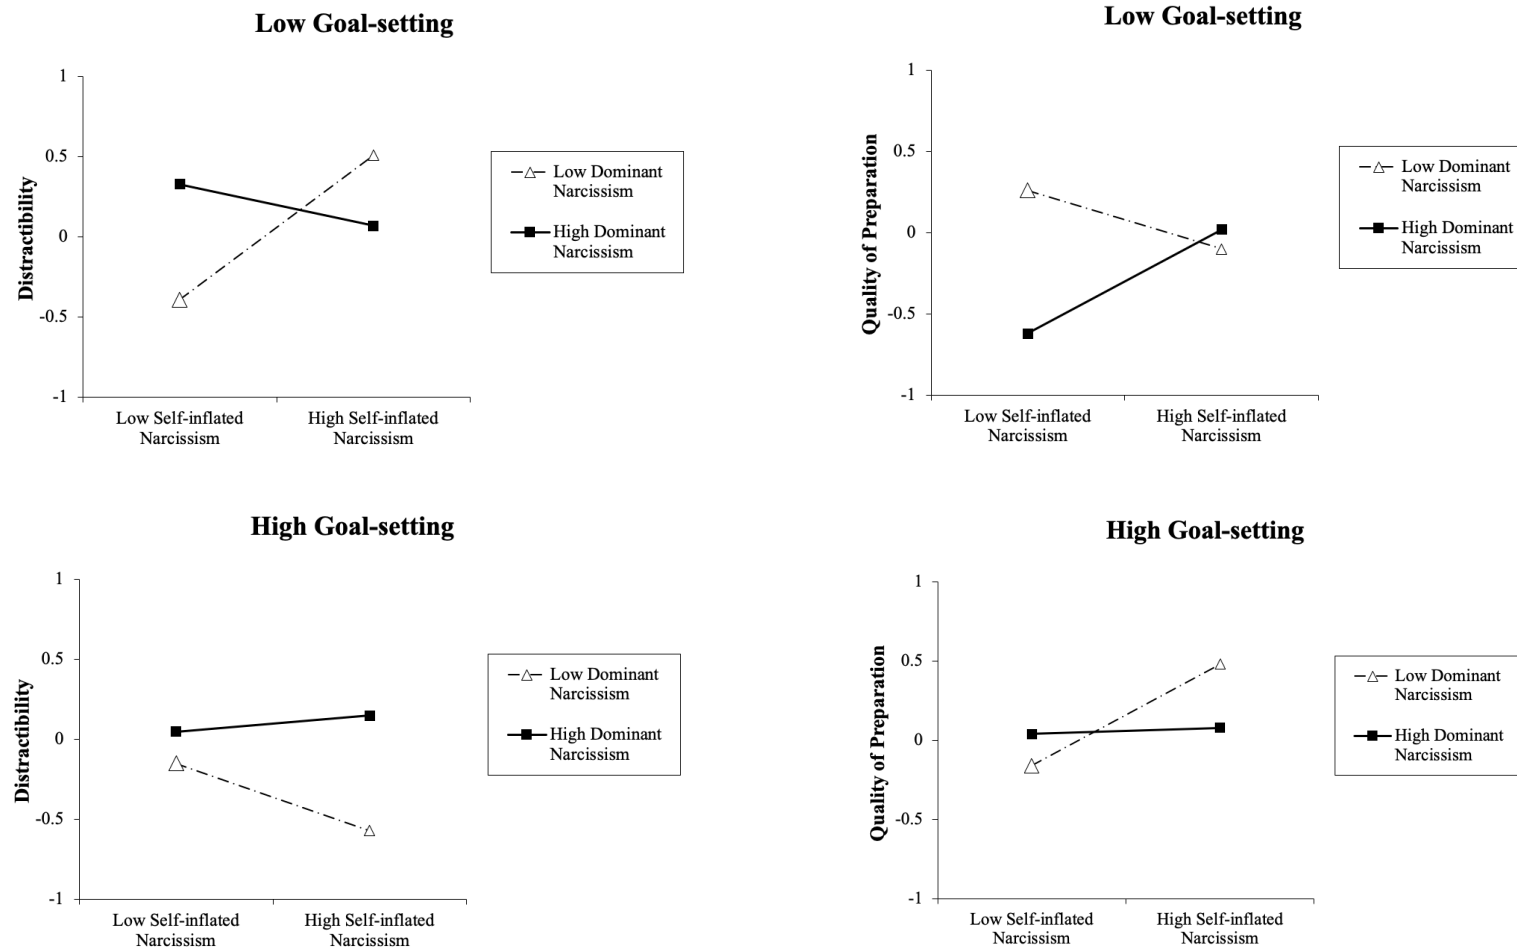 Low Goal-setting
1
0.5
0
-0.5
-1
Distractibility
Low Self-inflated
Narcissism
High Self-inflated
Narcissism
Low Dominant
Narcissism
High Dominant
Narcissism
Low Goal-setting
1
0.5
0
-0.5
-1
Quality of Preparation
Low Self-inflated
Narcissism
High Self-inflated
Narcissism
Low Dominant
Narcissism
High Dominant
Narcissism
High Goal-setting
1
0.5
0
-0.5
-1
Distractibility
Low Self-inflated
Narcissism
High Self-inflated
Narcissism
Low Dominant
Narcissism
High Dominant
Narcissism
High Goal-setting
1
0.5
0
-0.5
-1
Quality of Preparation
Low Self-inflated
Narcissism
High Self-inflated
Narcissism
Low Dominant
Narcissism
High Dominant
Narcissism